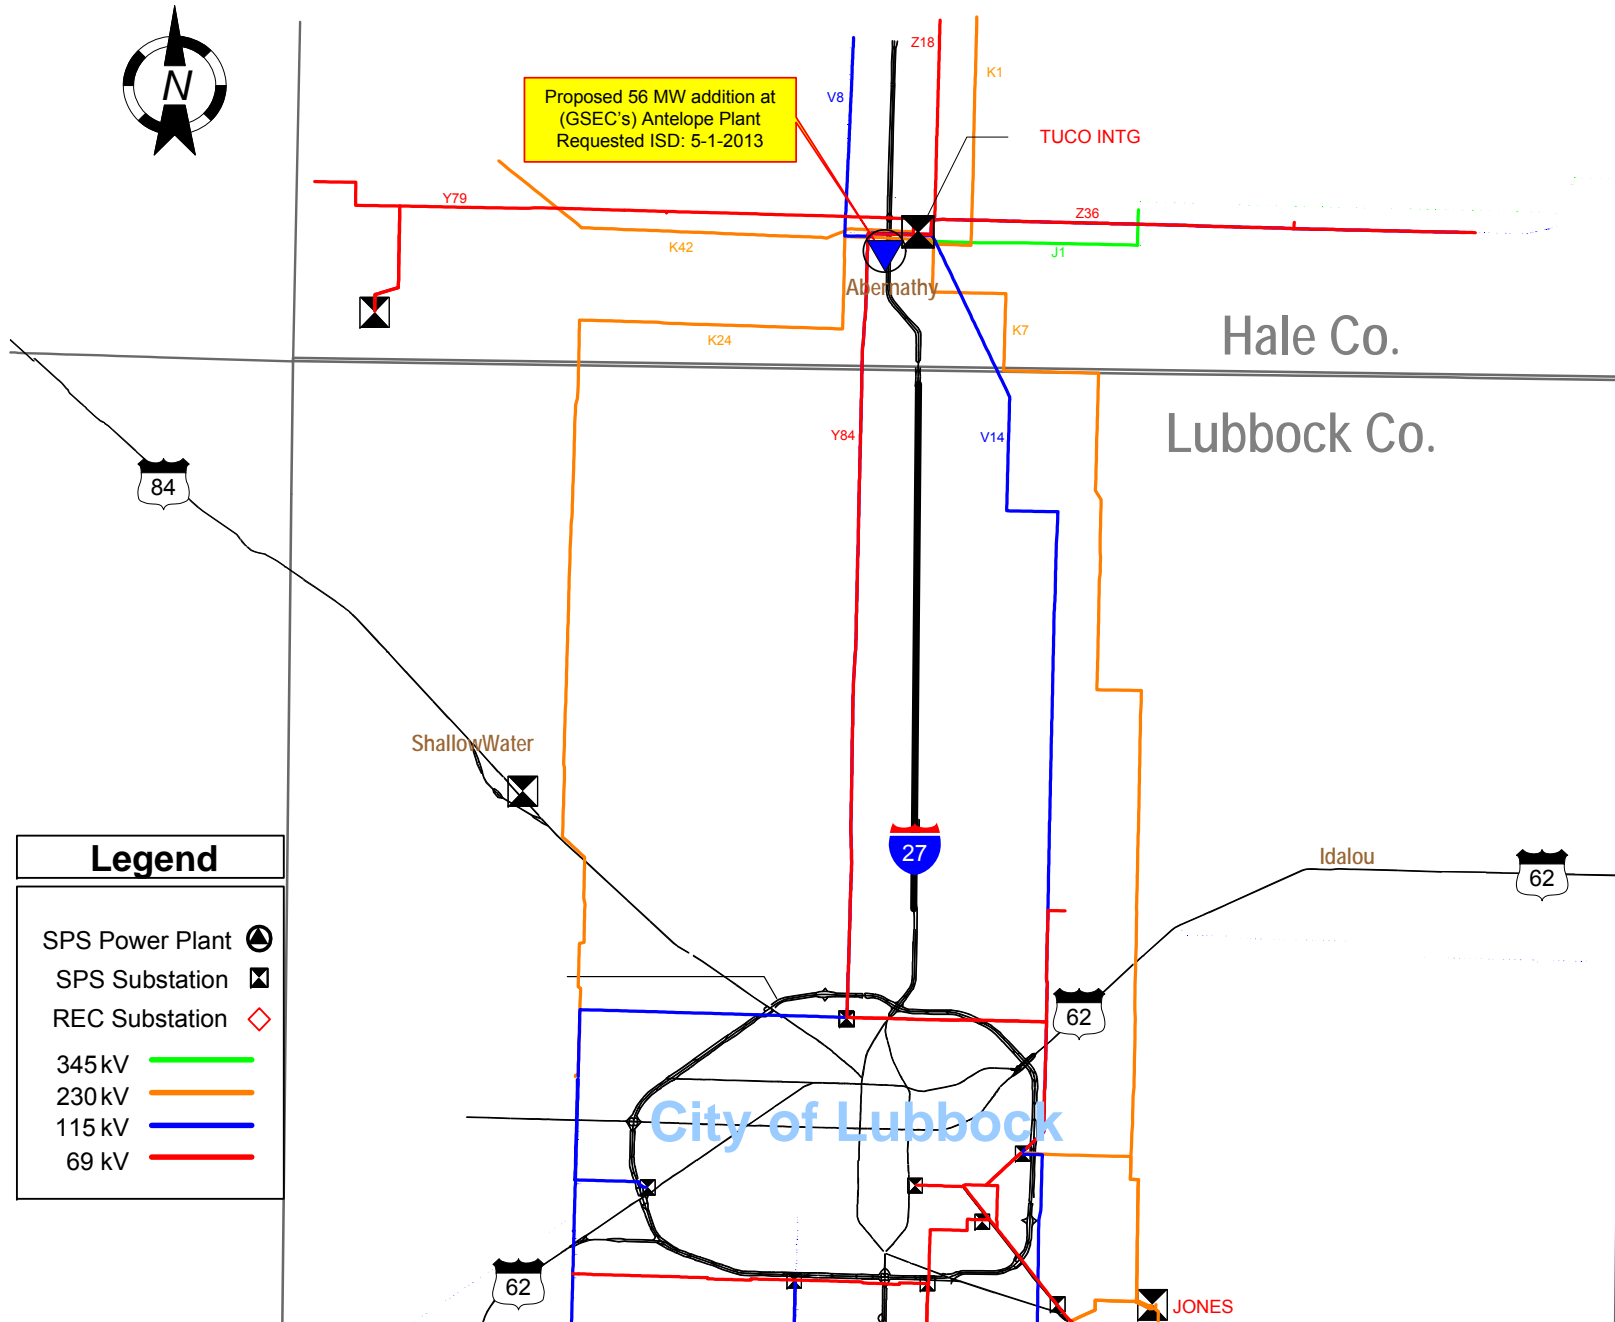 N
Z18
K1
V8
Proposed 56 MW addition at
(GSEC's) Antelope Plant
Requested ISD: 5-1-2013
TUCO INTG
Y79
Z36
K42
J1
Abernathy
K24
K7
Hale Co.
Lubbock Co.
Y84
V14
84
ShallowWater
27
Idalou
62
Legend
SPS Power Plant
SPS Substation
REC Substation
345 kV
230 kV
115 kV
69 kV
62
City of Lubbock
62
JONES